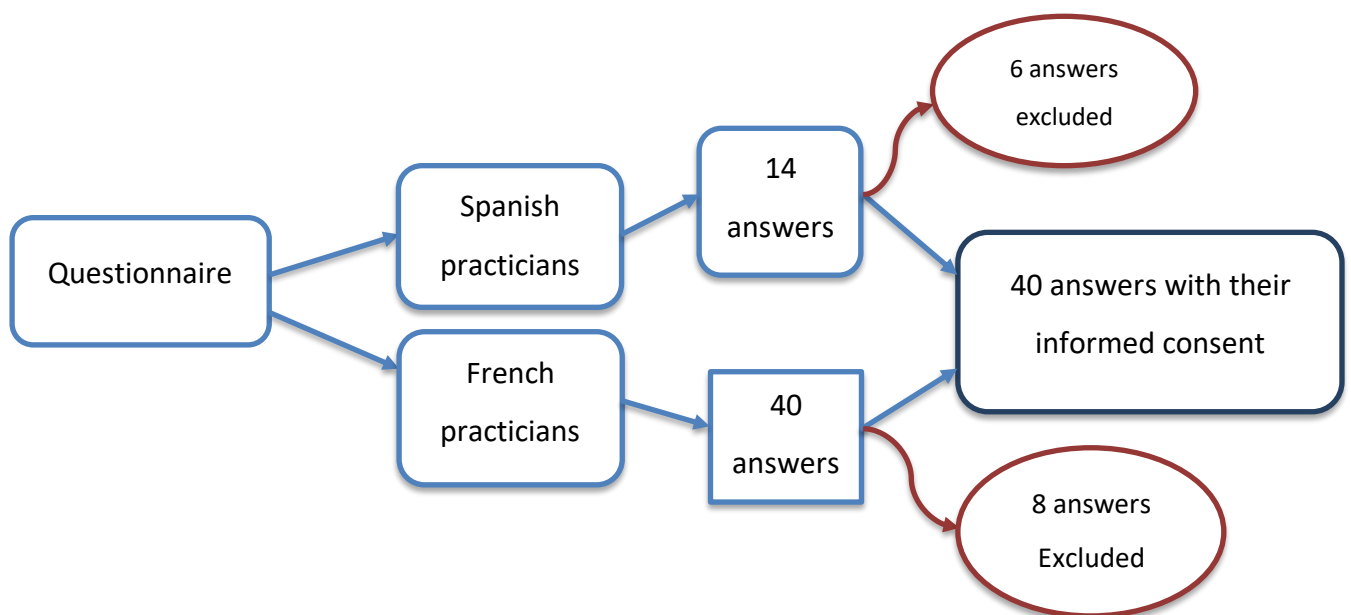 Questionnaire
Spanish
practicians
14
answers
6 answers
excluded
French
practicians
40
answers
8 answers
Excluded
40 answers with their
informed consent